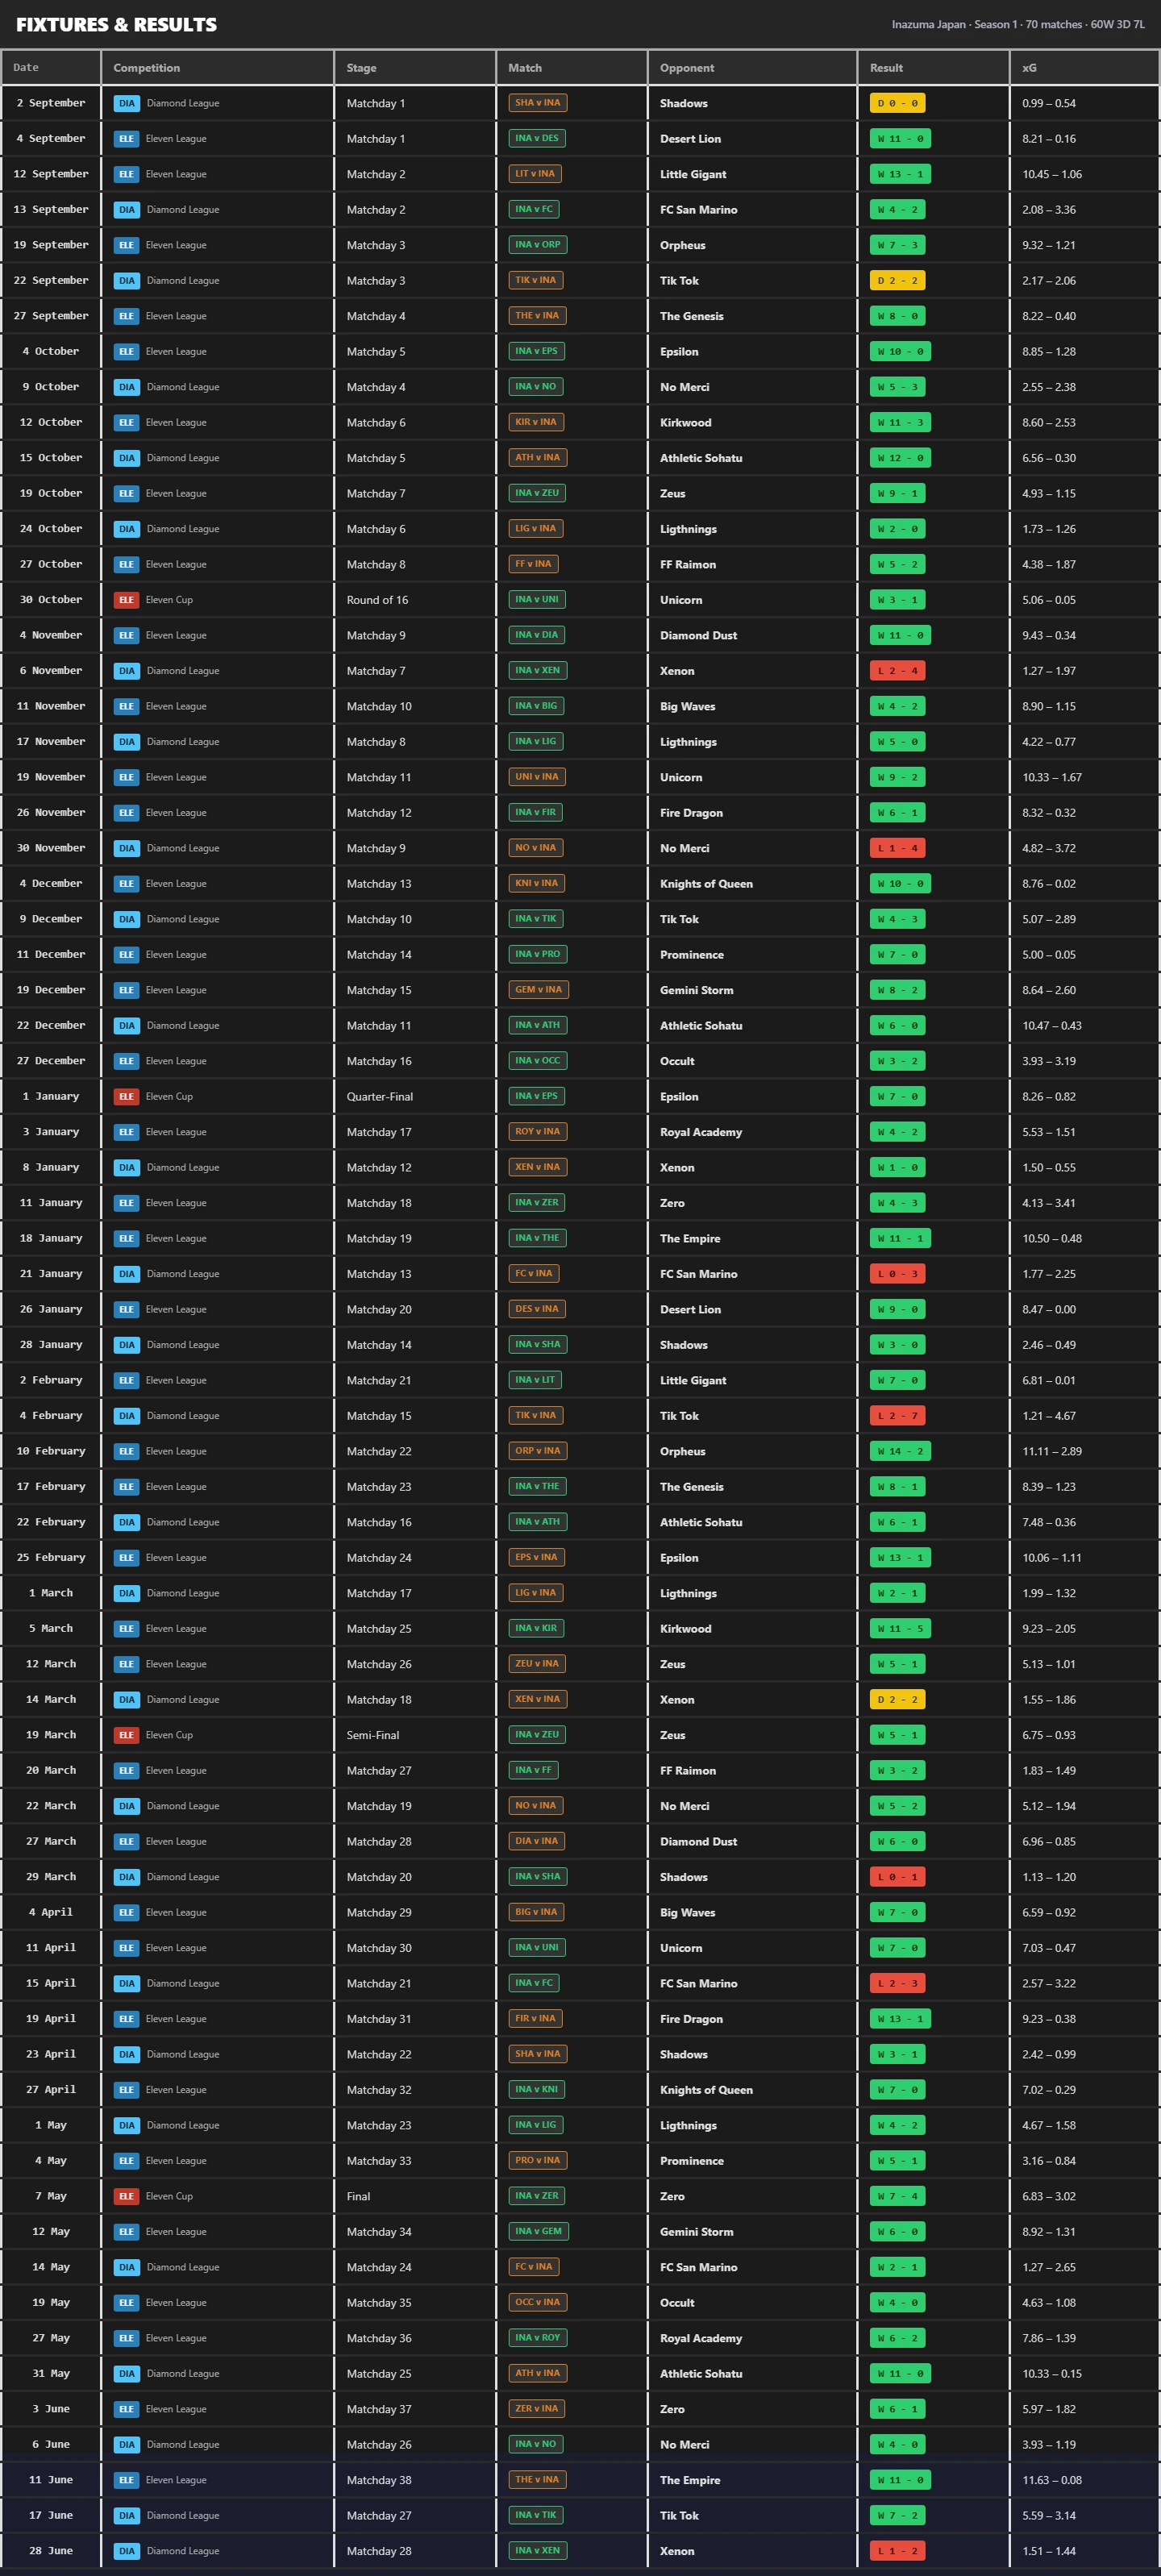 FIXTURES & RESULTS Inazuma Japan · Season 1 · 70 matches · 60W 3D 7L
Date Competition Stage Match Opponent Result xG
2 September DIA Diamond League Matchday 1 SHA v INA Shadows D 0 - 0 0.99 – 0.54
4 September ELE Eleven League Matchday 1 INA v DES Desert Lion W 11 - 0 8.21 – 0.16
12 September ELE Eleven League Matchday 2 LIT v INA Little Gigant W 13 - 1 10.45 – 1.06
13 September DIA Diamond League Matchday 2 INA v FC FC San Marino W 4 - 2 2.08 – 3.36
19 September ELE Eleven League Matchday 3 INA v ORP Orpheus W 7 - 3 9.32 – 1.21
22 September DIA Diamond League Matchday 3 TIK v INA Tik Tok D 2 - 2 2.17 – 2.06
27 September ELE Eleven League Matchday 4 THE v INA The Genesis W 8 - 0 8.22 – 0.40
4 October ELE Eleven League Matchday 5 INA v EPS Epsilon W 10 - 0 8.85 – 1.28
9 October DIA Diamond League Matchday 4 INA v NO No Merci W 5 - 3 2.55 – 2.38
12 October ELE Eleven League Matchday 6 KIR v INA Kirkwood W 11 - 3 8.60 – 2.53
15 October DIA Diamond League Matchday 5 ATH v INA Athletic Sohatu W 12 - 0 6.56 – 0.30
19 October ELE Eleven League Matchday 7 INA v ZEU Zeus W 9 - 1 4.93 – 1.15
24 October DIA Diamond League Matchday 6 LIG v INA Ligthnings W 2 - 0 1.73 – 1.26
27 October ELE Eleven League Matchday 8 FF v INA FF Raimon W 5 - 2 4.38 – 1.87
30 October ELE Eleven Cup Round of 16 INA v UNI Unicorn W 3 - 1 5.06 – 0.05
4 November ELE Eleven League Matchday 9 INA v DIA Diamond Dust W 11 - 0 9.43 – 0.34
6 November DIA Diamond League Matchday 7 INA v XEN Xenon L 2 - 4 1.27 – 1.97
11 November ELE Eleven League Matchday 10 INA v BIG Big Waves W 4 - 2 8.90 – 1.15
17 November DIA Diamond League Matchday 8 INA v LIG Ligthnings W 5 - 0 4.22 – 0.77
19 November ELE Eleven League Matchday 11 UNI v INA Unicorn W 9 - 2 10.33 – 1.67
26 November ELE Eleven League Matchday 12 INA v FIR Fire Dragon W 6 - 1 8.32 – 0.32
30 November DIA Diamond League Matchday 9 NO v INA No Merci L 1 - 4 4.82 – 3.72
4 December ELE Eleven League Matchday 13 KNI v INA Knights of Queen W 10 - 0 8.76 – 0.02
9 December DIA Diamond League Matchday 10 INA v TIK Tik Tok W 4 - 3 5.07 – 2.89
11 December ELE Eleven League Matchday 14 INA v PRO Prominence W 7 - 0 5.00 – 0.05
19 December ELE Eleven League Matchday 15 GEM v INA Gemini Storm W 8 - 2 8.64 – 2.60
22 December DIA Diamond League Matchday 11 INA v ATH Athletic Sohatu W 6 - 0 10.47 – 0.43
27 December ELE Eleven League Matchday 16 INA v OCC Occult W 3 - 2 3.93 – 3.19
1 January ELE Eleven Cup Quarter-Final INA v EPS Epsilon W 7 - 0 8.26 – 0.82
3 January ELE Eleven League Matchday 17 ROY v INA Royal Academy W 4 - 2 5.53 – 1.51
8 January DIA Diamond League Matchday 12 XEN v INA Xenon W 1 - 0 1.50 – 0.55
11 January ELE Eleven League Matchday 18 INA v ZER Zero W 4 - 3 4.13 – 3.41
18 January ELE Eleven League Matchday 19 INA v THE The Empire W 11 - 1 10.50 – 0.48
21 January DIA Diamond League Matchday 13 FC v INA FC San Marino L 0 - 3 1.77 – 2.25
26 January ELE Eleven League Matchday 20 DES v INA Desert Lion W 9 - 0 8.47 – 0.00
28 January DIA Diamond League Matchday 14 INA v SHA Shadows W 3 - 0 2.46 – 0.49
2 February ELE Eleven League Matchday 21 INA v LIT Little Gigant W 7 - 0 6.81 – 0.01
4 February DIA Diamond League Matchday 15 TIK v INA Tik Tok L 2 - 7 1.21 – 4.67
10 February ELE Eleven League Matchday 22 ORP v INA Orpheus W 14 - 2 11.11 – 2.89
17 February ELE Eleven League Matchday 23 INA v THE The Genesis W 8 - 1 8.39 – 1.23
22 February DIA Diamond League Matchday 16 INA v ATH Athletic Sohatu W 6 - 1 7.48 – 0.36
25 February ELE Eleven League Matchday 24 EPS v INA Epsilon W 13 - 1 10.06 – 1.11
1 March DIA Diamond League Matchday 17 LIG v INA Ligthnings W 2 - 1 1.99 – 1.32
5 March ELE Eleven League Matchday 25 INA v KIR Kirkwood W 11 - 5 9.23 – 2.05
12 March ELE Eleven League Matchday 26 ZEU v INA Zeus W 5 - 1 5.13 – 1.01
14 March DIA Diamond League Matchday 18 XEN v INA Xenon D 2 - 2 1.55 – 1.86
19 March ELE Eleven Cup Semi-Final INA v ZEU Zeus W 5 - 1 6.75 – 0.93
20 March ELE Eleven League Matchday 27 INA v FF FF Raimon W 3 - 2 1.83 – 1.49
22 March DIA Diamond League Matchday 19 NO v INA No Merci W 5 - 2 5.12 – 1.94
27 March ELE Eleven League Matchday 28 DIA v INA Diamond Dust W 6 - 0 6.96 – 0.85
29 March DIA Diamond League Matchday 20 INA v SHA Shadows L 0 - 1 1.13 – 1.20
4 April ELE Eleven League Matchday 29 BIG v INA Big Waves W 7 - 0 6.59 – 0.92
11 April ELE Eleven League Matchday 30 INA v UNI Unicorn W 7 - 0 7.03 – 0.47
15 April DIA Diamond League Matchday 21 INA v FC FC San Marino L 2 - 3 2.57 – 3.22
19 April ELE Eleven League Matchday 31 FIR v INA Fire Dragon W 13 - 1 9.23 – 0.38
23 April DIA Diamond League Matchday 22 SHA v INA Shadows W 3 - 1 2.42 – 0.99
27 April ELE Eleven League Matchday 32 INA v KNI Knights of Queen W 7 - 0 7.02 – 0.29
1 May DIA Diamond League Matchday 23 INA v LIG Ligthnings W 4 - 2 4.67 – 1.58
4 May ELE Eleven League Matchday 33 PRO v INA Prominence W 5 - 1 3.16 – 0.84
7 May ELE Eleven Cup Final INA v ZER Zero W 7 - 4 6.83 – 3.02
12 May ELE Eleven League Matchday 34 INA v GEM Gemini Storm W 6 - 0 8.92 – 1.31
14 May DIA Diamond League Matchday 24 FC v INA FC San Marino W 2 - 1 1.27 – 2.65
19 May ELE Eleven League Matchday 35 OCC v INA Occult W 4 - 0 4.63 – 1.08
27 May ELE Eleven League Matchday 36 INA v ROY Royal Academy W 6 - 2 7.86 – 1.39
31 May DIA Diamond League Matchday 25 ATH v INA Athletic Sohatu W 11 - 0 10.33 – 0.15
3 June ELE Eleven League Matchday 37 ZER v INA Zero W 6 - 1 5.97 – 1.82
6 June DIA Diamond League Matchday 26 INA v NO No Merci W 4 - 0 3.93 – 1.19
11 June ELE Eleven League Matchday 38 THE v INA The Empire W 11 - 0 11.63 – 0.08
17 June DIA Diamond League Matchday 27 INA v TIK Tik Tok W 7 - 2 5.59 – 3.14
28 June DIA Diamond League Matchday 28 INA v XEN Xenon L 1 - 2 1.51 – 1.44